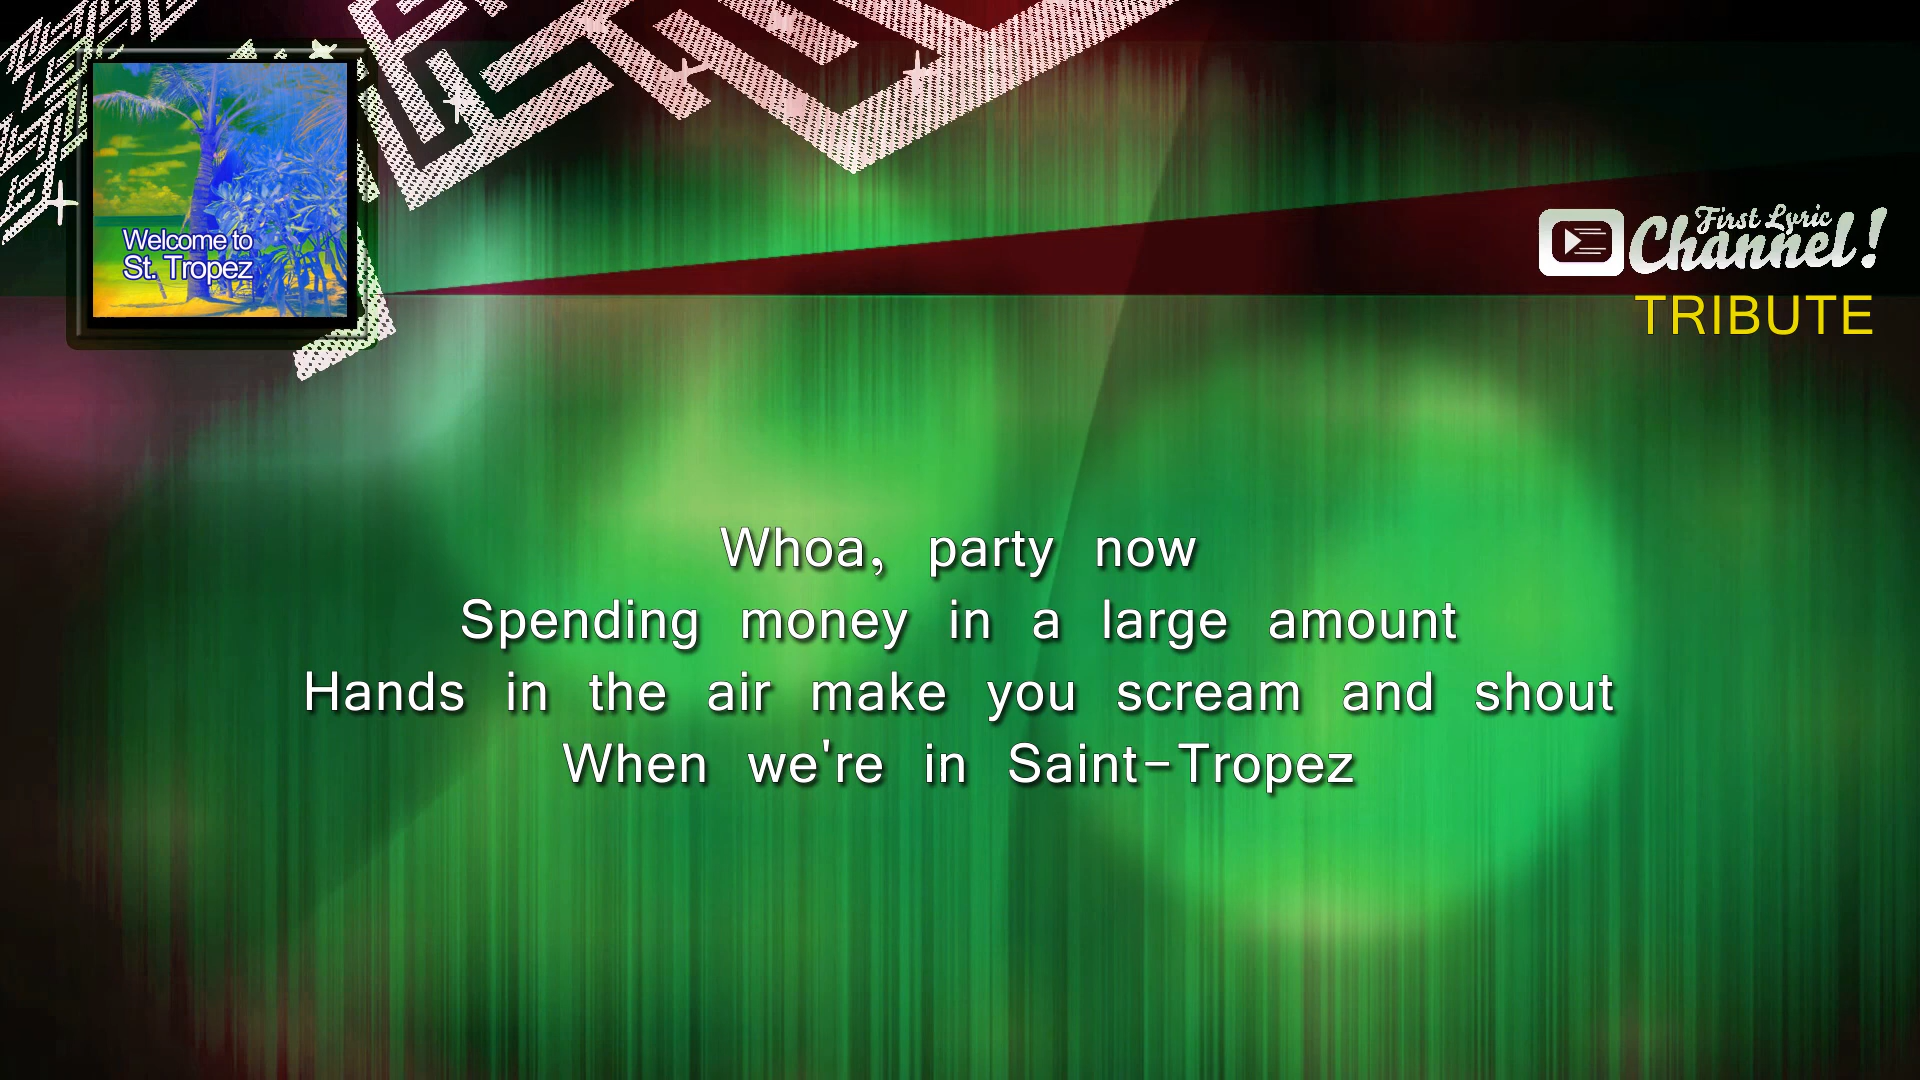 Welcome to
St. Tropez
First Lyric
Channel!
TRIBUTE
Whoa, party now
Spending money in a large amount
Hands in the air make you scream and shout
When we're in Saint-Tropez